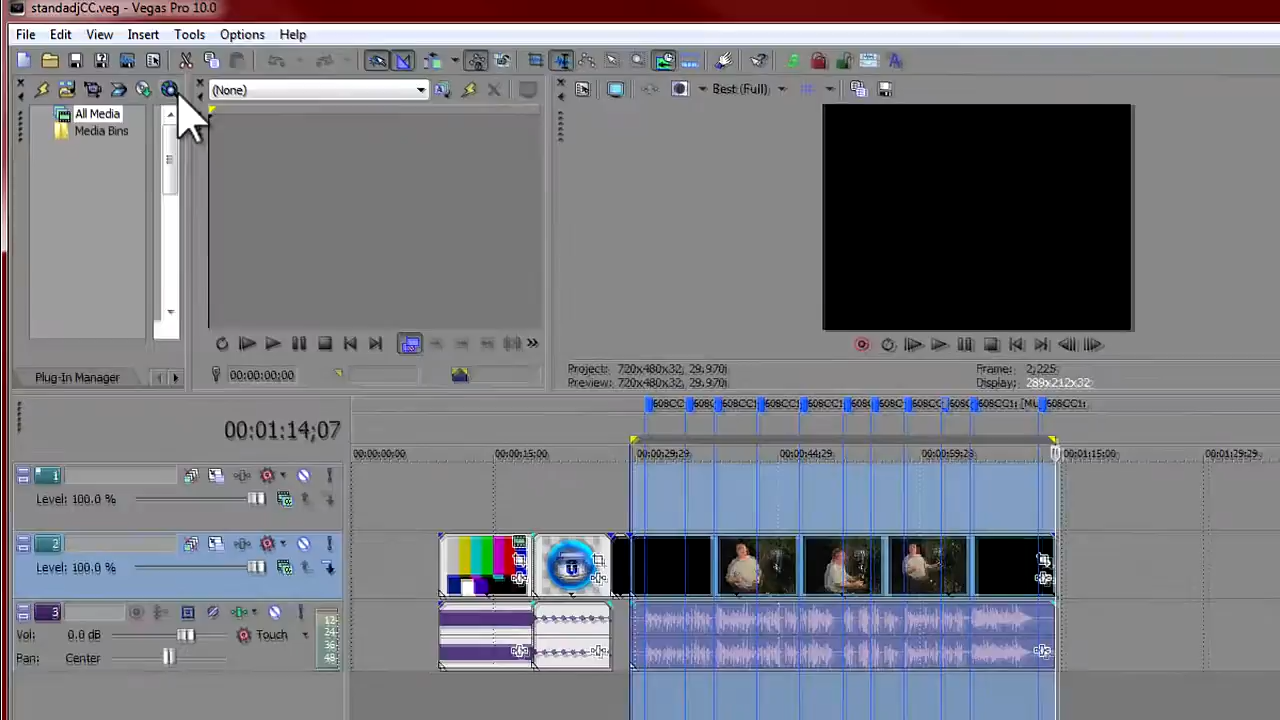 standadjCC.veg - Vegas Pro 10.0
File Edit View Insert Tools Options Help
(None)
Best (Full)
All Media
Media Bins
Plug-In Manager
00:00:00;00
Project: 720x480x32, 29.970i
Preview: 720x480x32, 29.970i
Frame: 2,225
Display: 289x212x32
00:01:14;07
00:00:00;00 00:00:15;00 00:00:29;29 00:00:44;29 00:00:59;28 00:01:15;00 00:01:29;29
1
Level: 100.0 %
2
Level: 100.0 %
3
Vol: 0.0 dB Touch
Pan: Center
12
24
36
48